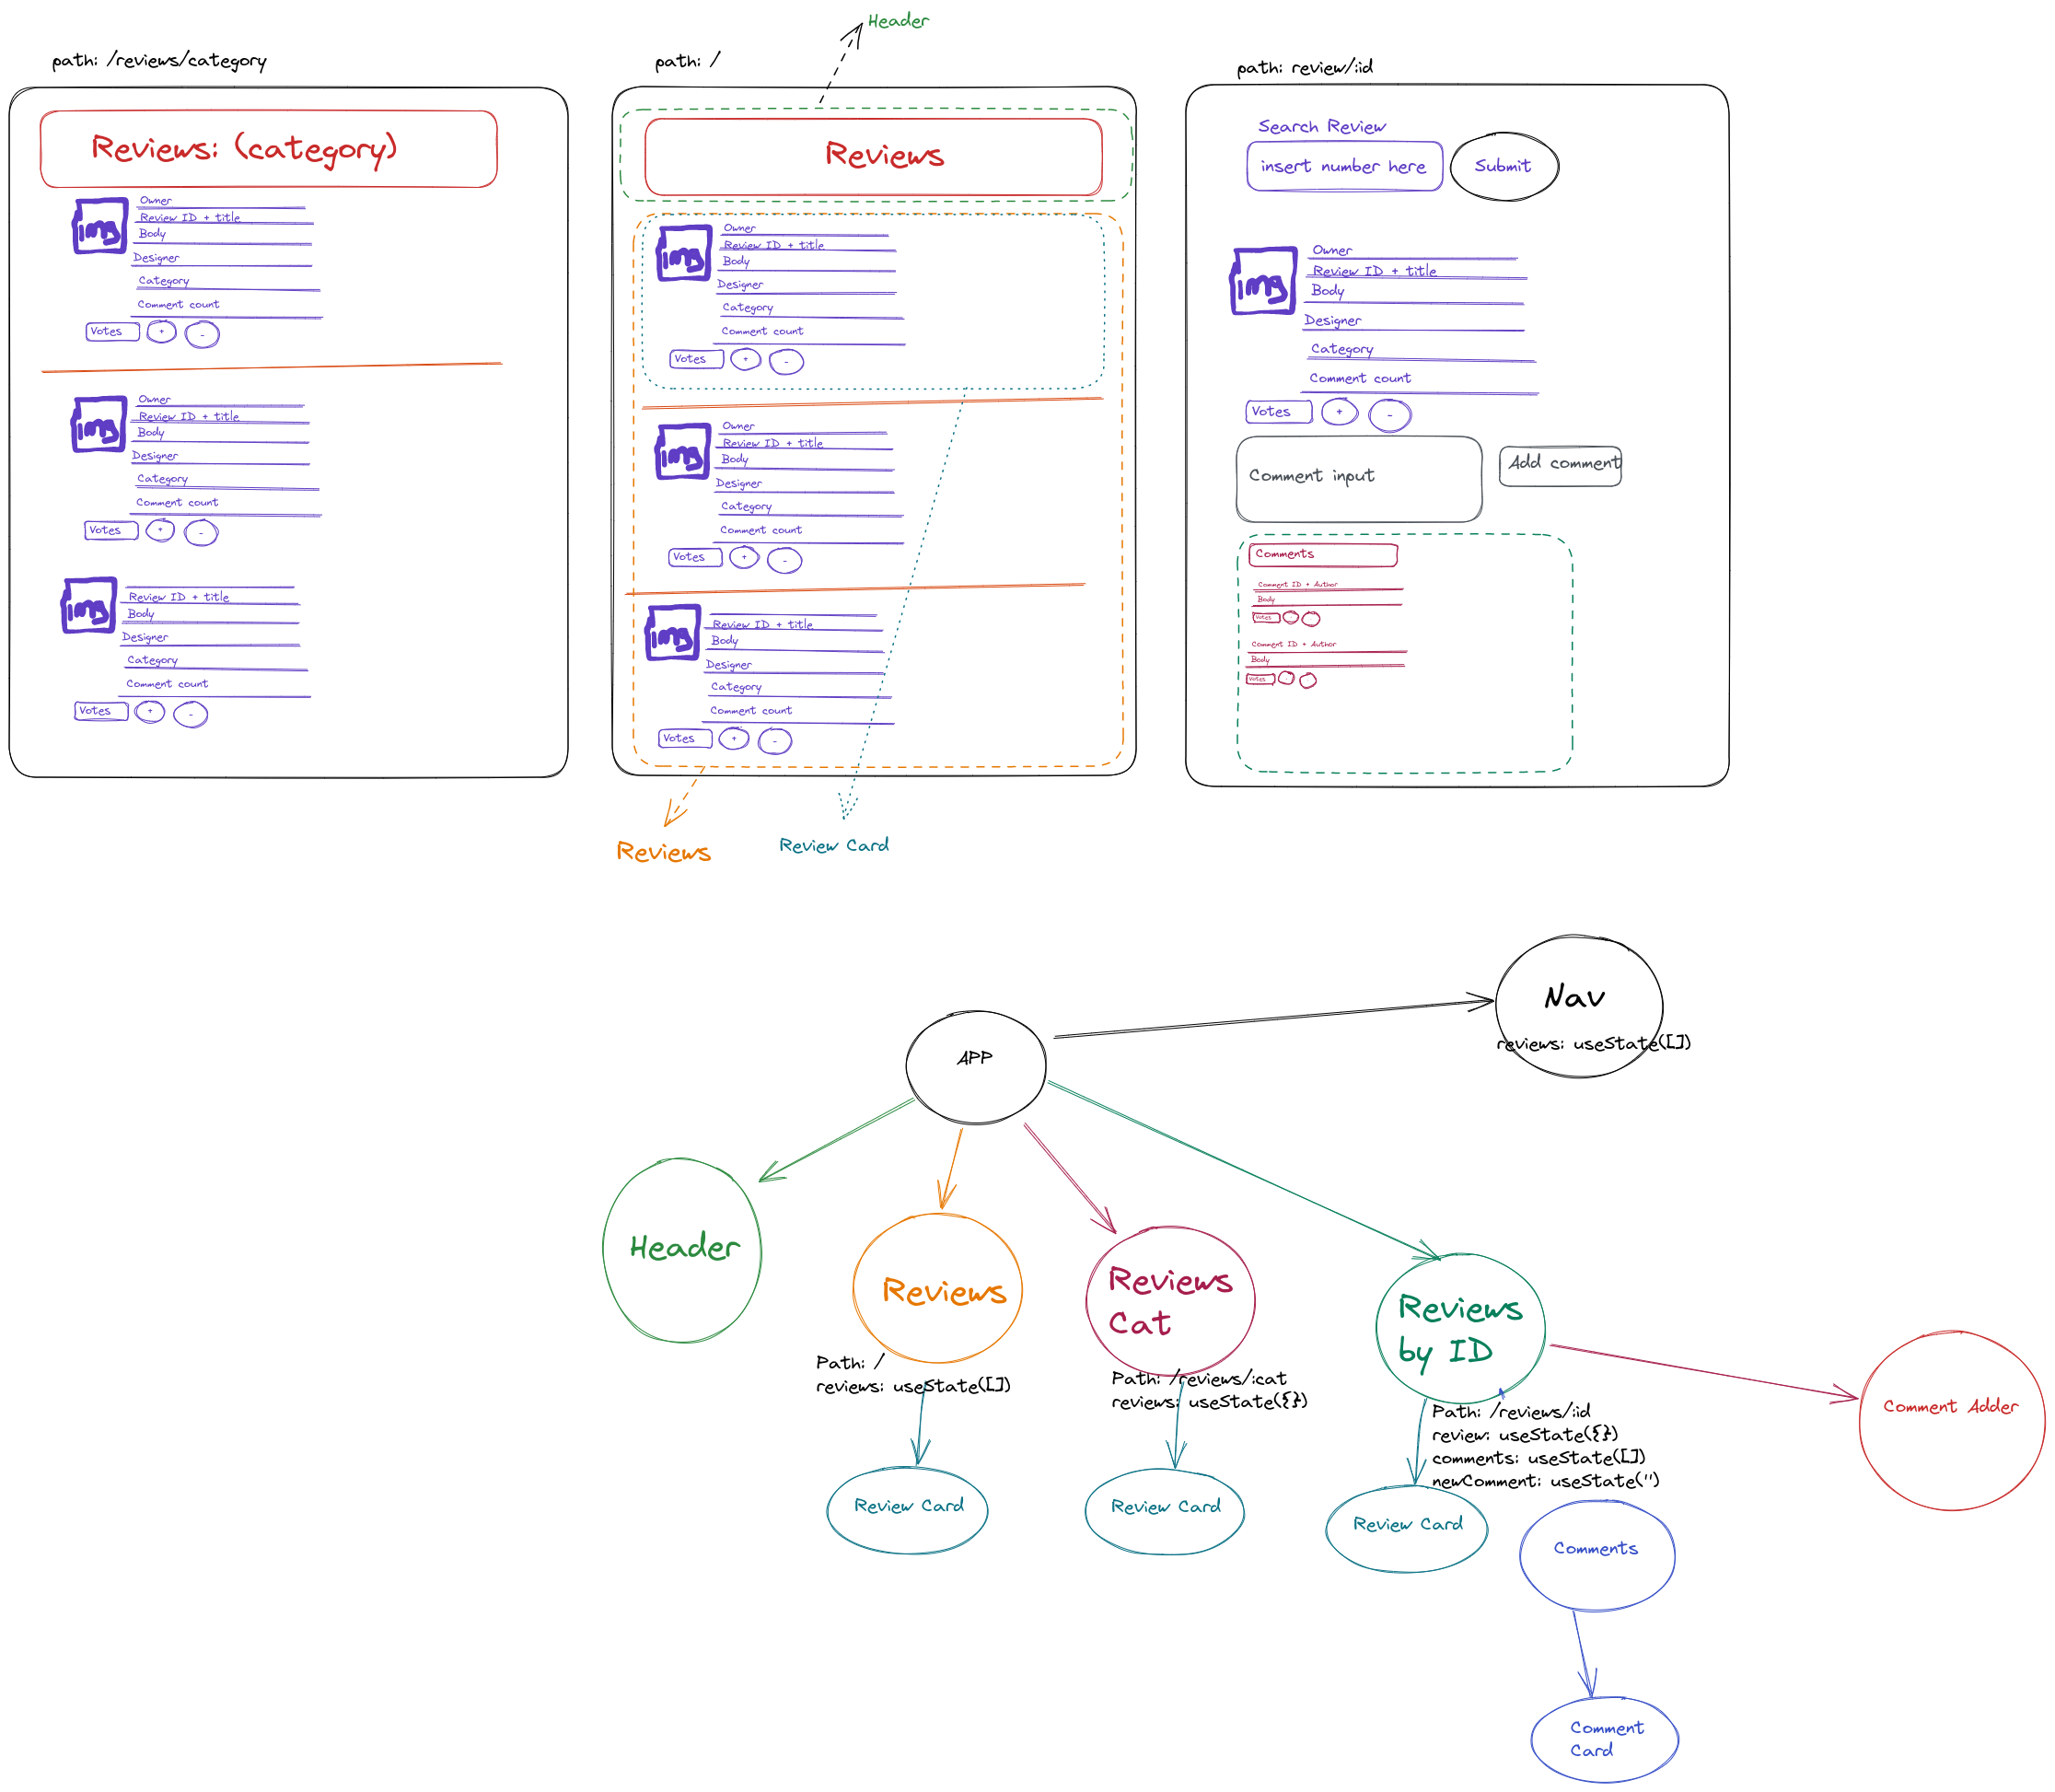 Header
path: /reviews/category
path: /
path: review/:id
Reviews: (category)
img
Owner
Review ID + title
Body
Designer
Category
Comment count
Votes
+
-
img
Owner
Review ID + title
Body
Designer
Category
Comment count
Votes
+
-
img
Review ID + title
Body
Designer
Category
Comment count
Votes
+
-
Reviews
img
Owner
Review ID + title
Body
Designer
Category
Comment count
Votes
+
-
img
Owner
Review ID + title
Body
Designer
Category
Comment count
Votes
+
-
img
Review ID + title
Body
Designer
Category
Comment count
Votes
+
-
Reviews
Review Card
Search Review
insert number here
Submit
img
Owner
Review ID + title
Body
Designer
Category
Comment count
Votes
+
-
Comment input
Add comment
Comments
Comment ID + Author
Body
Votes
Comment ID + Author
Body
Votes
Nav
reviews: useState([])
APP
Header
Reviews
Path: /
reviews: useState([])
Reviews
Cat
Path: /reviews/:cat
reviews: useState({})
Reviews
by ID
Path: /reviews/:id
review: useState({})
comments: useState([])
newComment: useState('')
Comment Adder
Review Card
Review Card
Review Card
Comments
Comment
Card